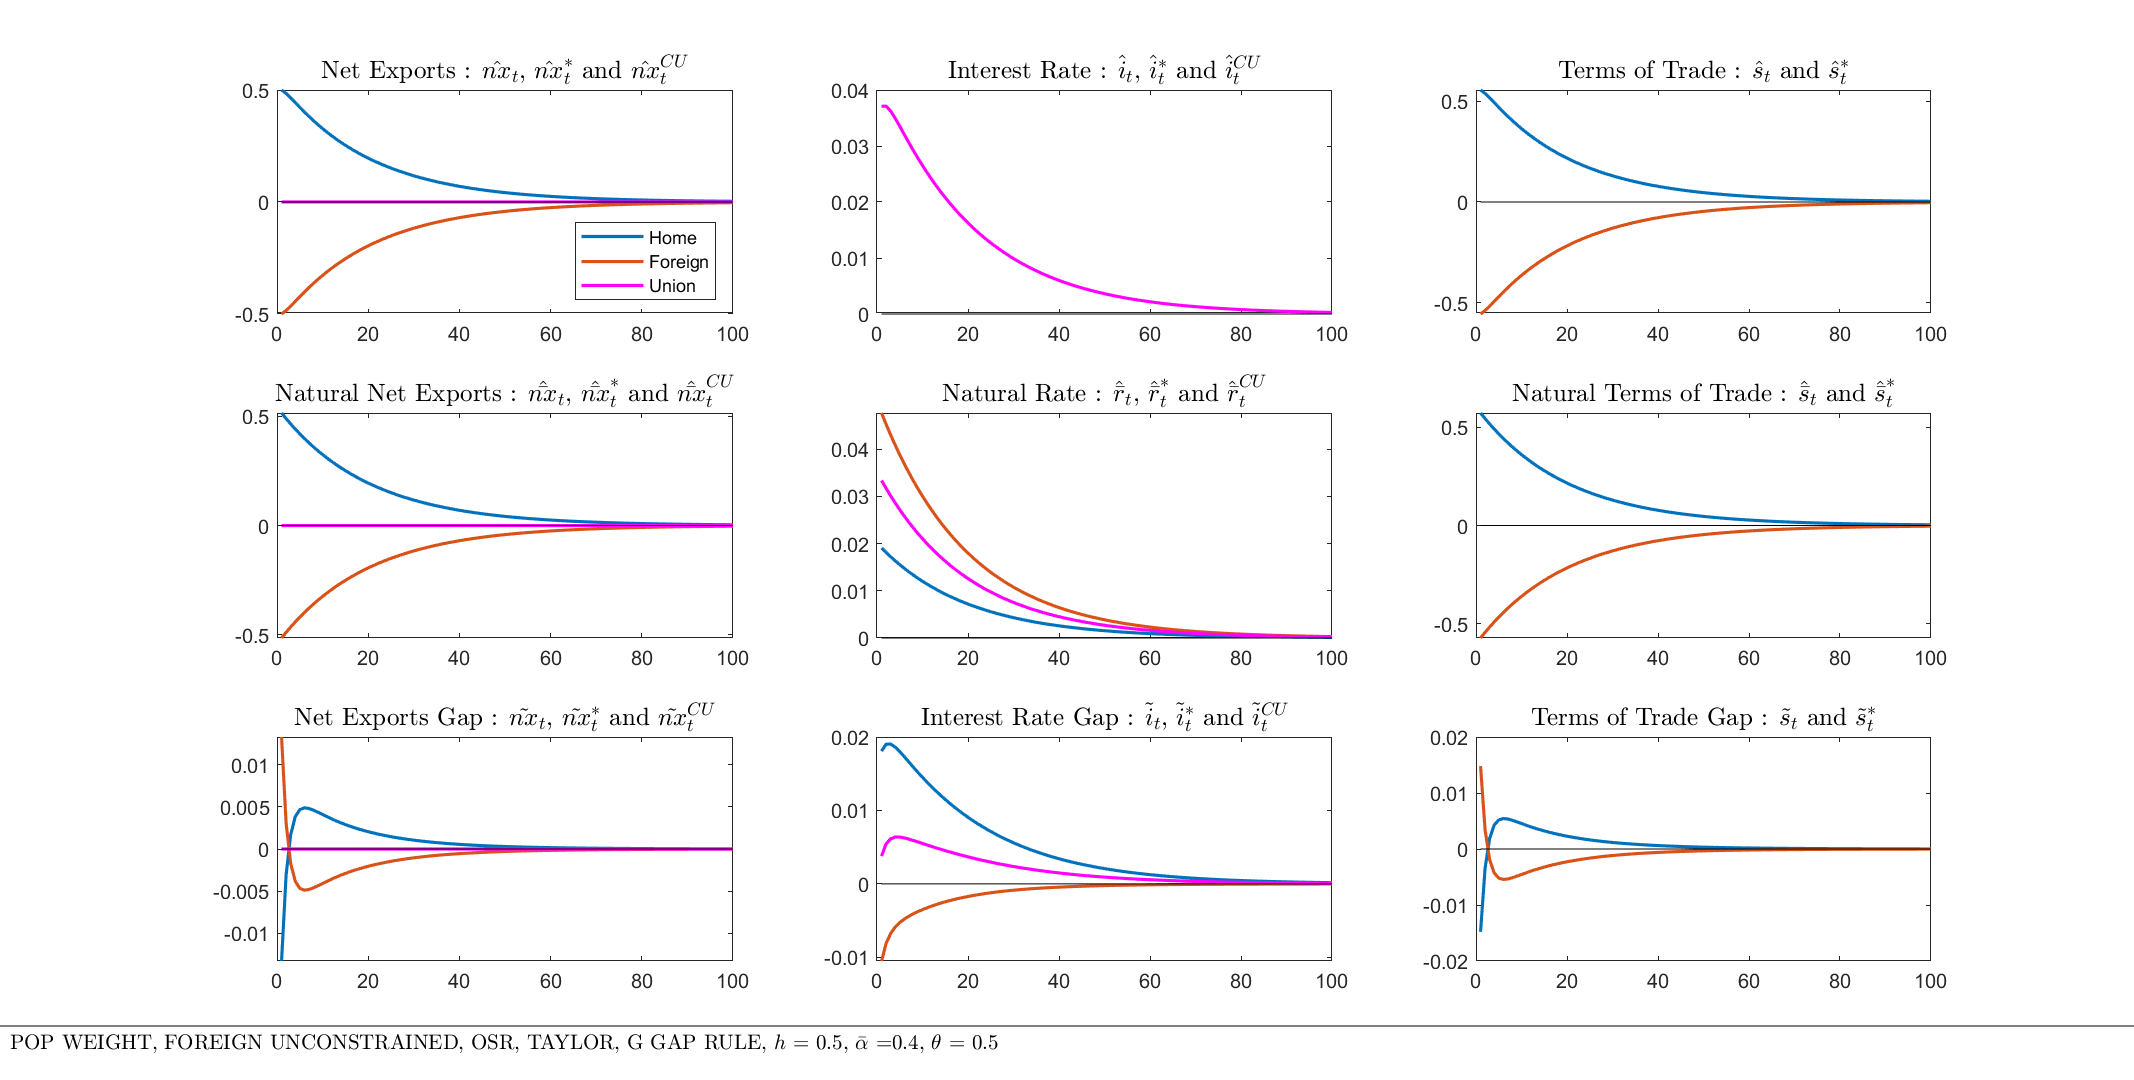 Net Exports : n̂x_t, n̂x_t^* and n̂x_t^{CU}
0.5
0
-0.5
0 20 40 60 80 100
Home
Foreign
Union
Interest Rate : î_t, î_t^* and î_t^{CU}
0.04
0.03
0.02
0.01
0
0 20 40 60 80 100
Terms of Trade : ŝ_t and ŝ_t^*
0.5
0
-0.5
0 20 40 60 80 100
Natural Net Exports : n̄̂x_t, n̄̂x_t^* and n̄̂x_t^{CU}
0.5
0
-0.5
0 20 40 60 80 100
Natural Rate : r̄̂_t, r̄̂_t^* and r̄̂_t^{CU}
0.04
0.03
0.02
0.01
0
0 20 40 60 80 100
Natural Terms of Trade : s̄̂_t and s̄̂_t^*
0.5
0
-0.5
0 20 40 60 80 100
Net Exports Gap : ñx_t, ñx_t^* and ñx_t^{CU}
0.01
0.005
0
-0.005
-0.01
0 20 40 60 80 100
Interest Rate Gap : ĩ_t, ĩ_t^* and ĩ_t^{CU}
0.02
0.01
0
-0.01
0 20 40 60 80 100
Terms of Trade Gap : s̃_t and s̃_t^*
0.02
0.01
0
-0.01
-0.02
0 20 40 60 80 100
POP WEIGHT, FOREIGN UNCONSTRAINED, OSR, TAYLOR, G GAP RULE, h = 0.5, ᾱ =0.4, θ = 0.5